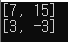 [7, 15]
[3, -3]